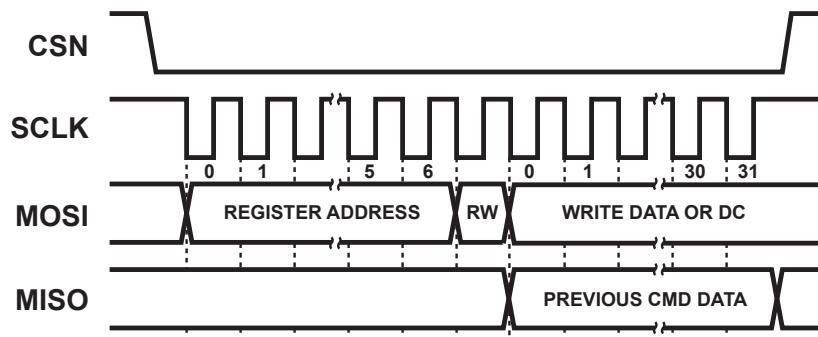 CSN
SCLK
0 1 5 6 0 1 30 31
MOSI REGISTER ADDRESS RW WRITE DATA OR DC
MISO PREVIOUS CMD DATA